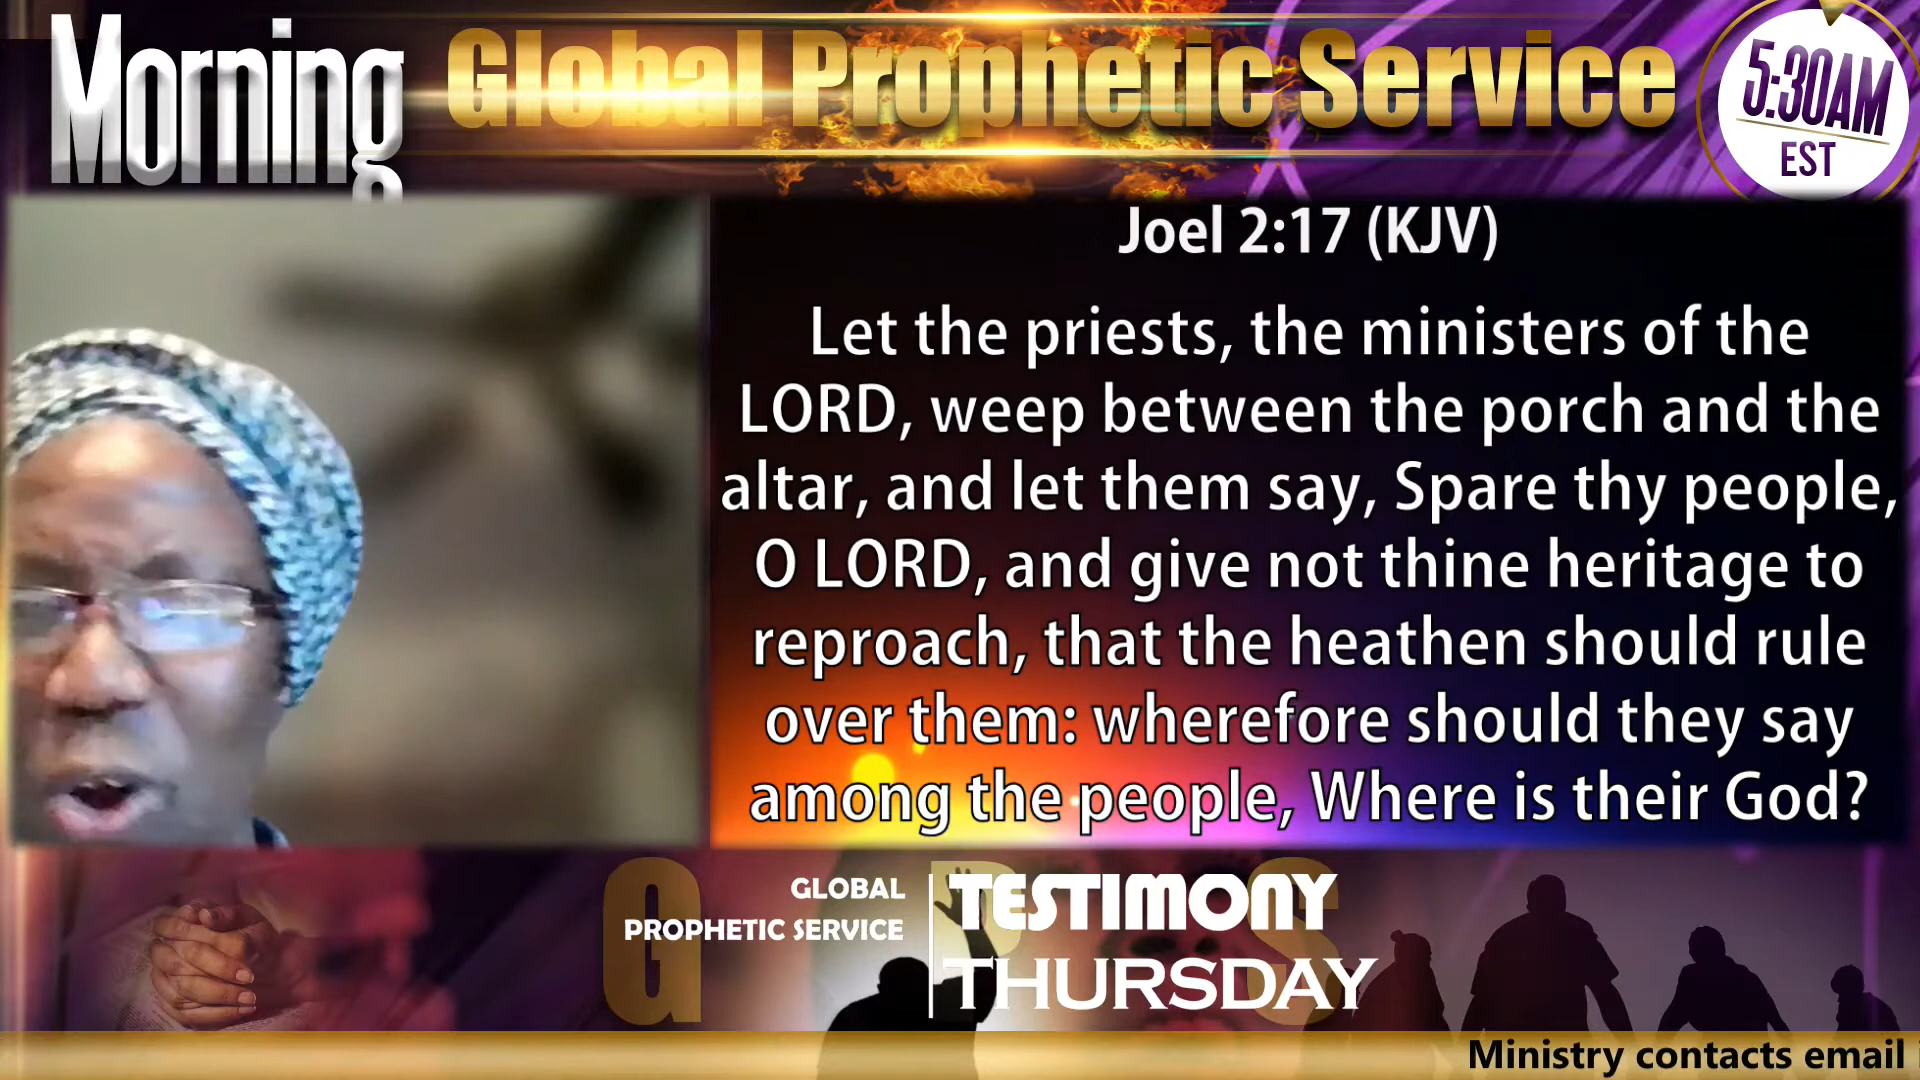 Morning
Global Prophetic Service
5:30AM
EST
Joel 2:17 (KJV)
Let the priests, the ministers of the
LORD, weep between the porch and the
altar, and let them say, Spare thy people,
O LORD, and give not thine heritage to
reproach, that the heathen should rule
over them: wherefore should they say
among the people, Where is their God?
GPS
GLOBAL
PROPHETIC SERVICE
TESTIMONY
THURSDAY
Ministry contacts email